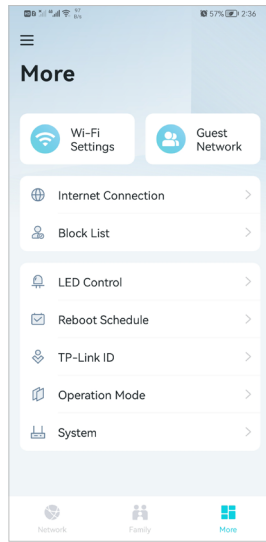 57% 2:36
More
Wi-Fi
Settings
Guest
Network
Internet Connection
Block List
LED Control
Reboot Schedule
TP-Link ID
Operation Mode
System
Network
Family
More